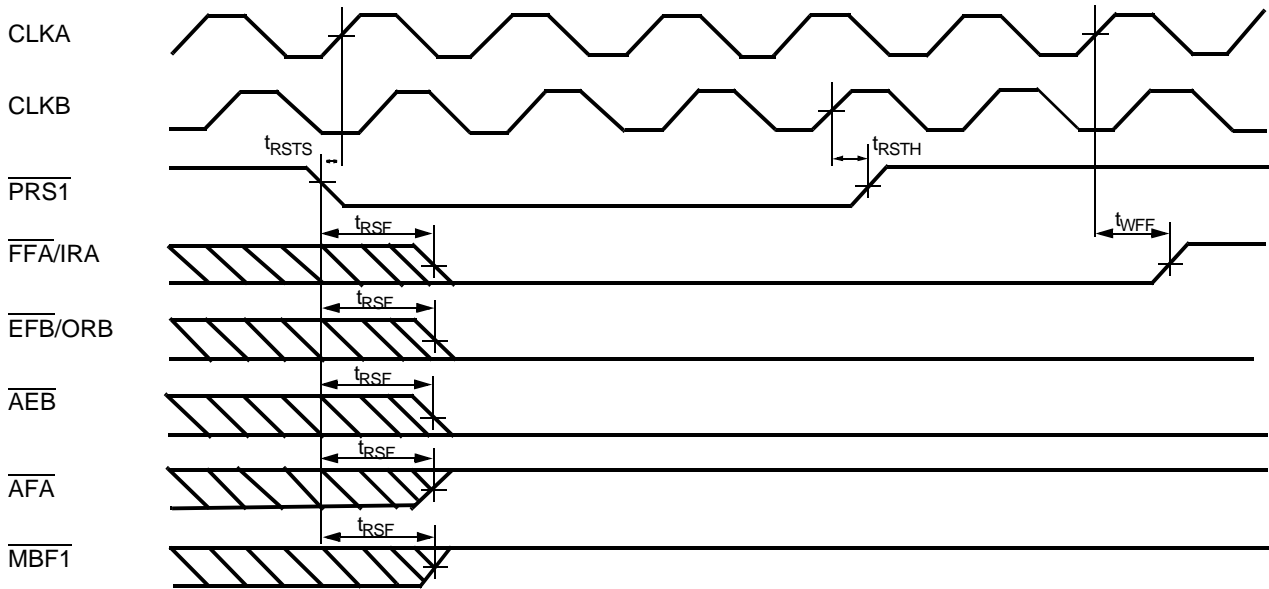 CLKA
CLKB
tRSTS
tRSTH
PRS1
tRSF
tWFF
FFA/IRA
tRSF
EFB/ORB
tRSF
AEB
tRSF
AFA
tRSF
MBF1